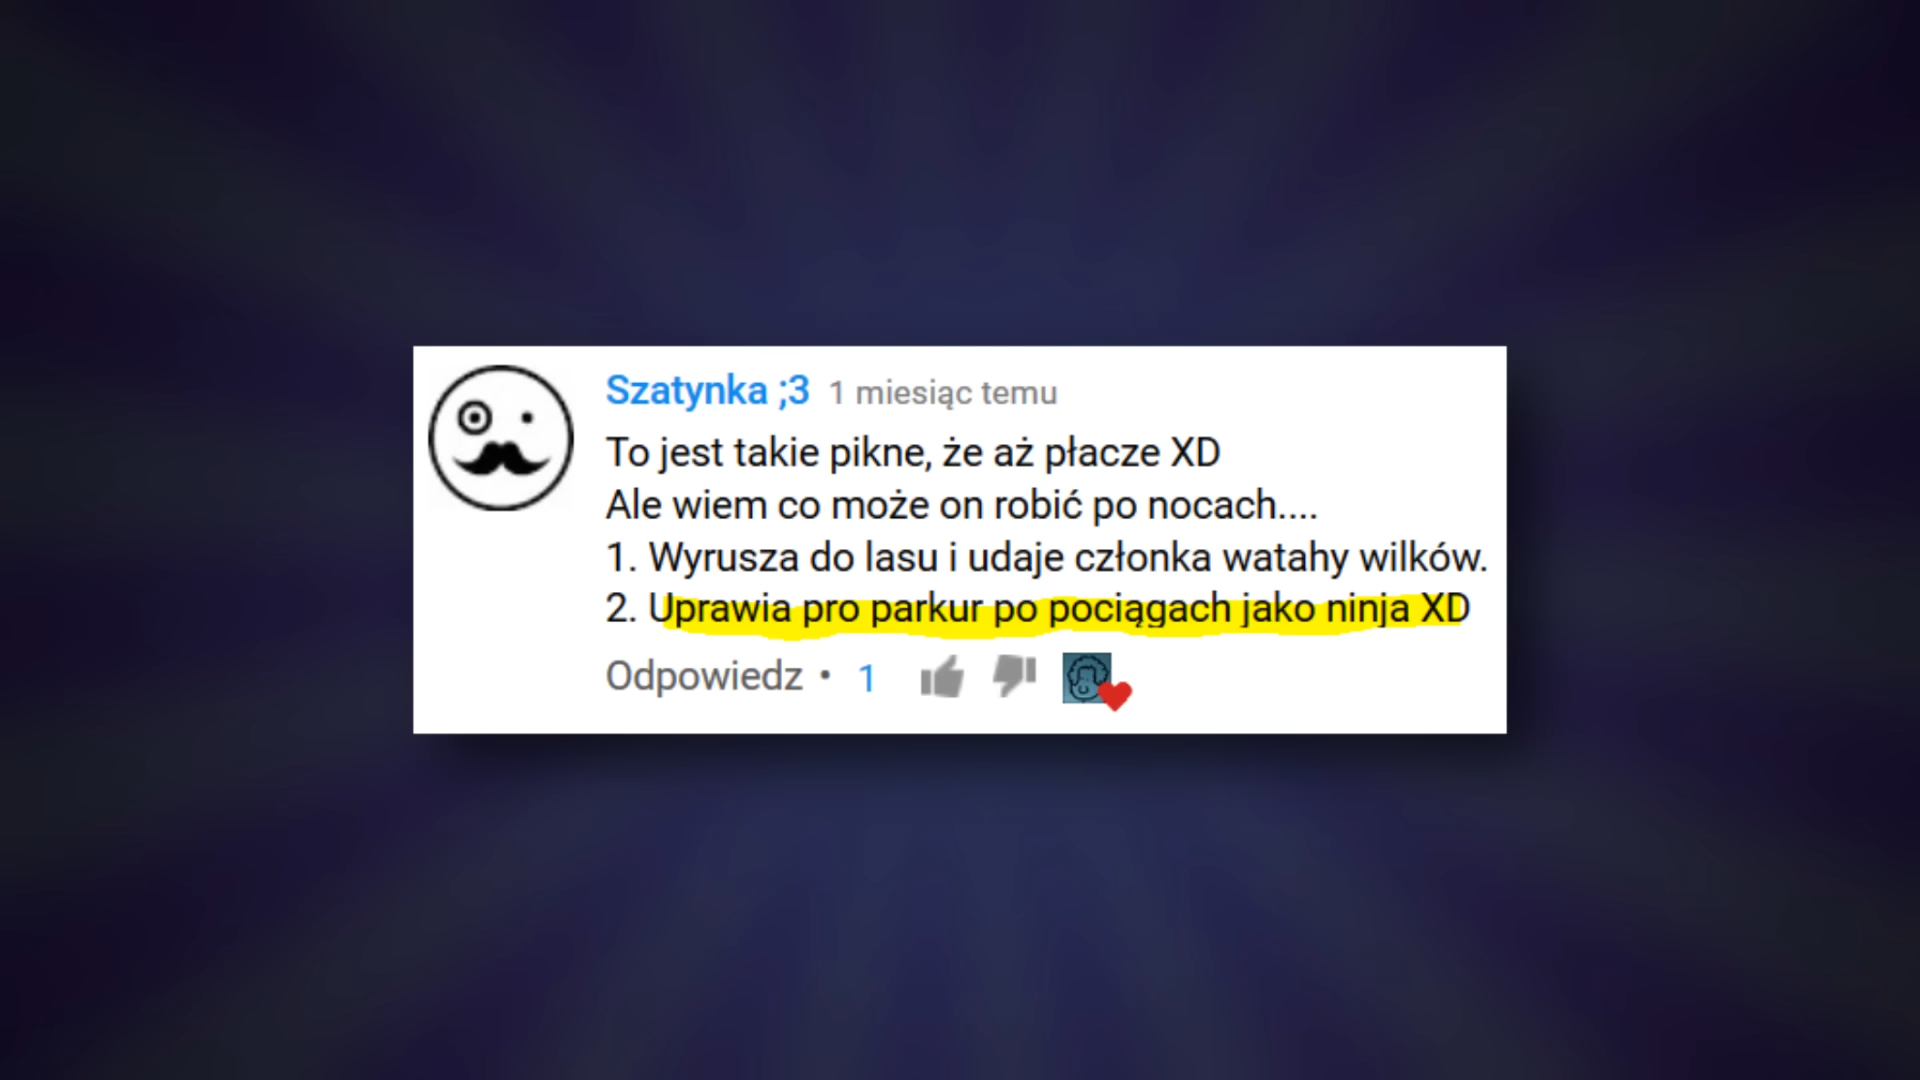 Szatynka ;3 1 miesiąc temu
To jest takie pikne, że aż płacze XD
Ale wiem co może on robić po nocach....
1. Wyrusza do lasu i udaje członka watahy wilków.
2. Uprawia pro parkur po pociągach jako ninja XD
Odpowiedz • 1